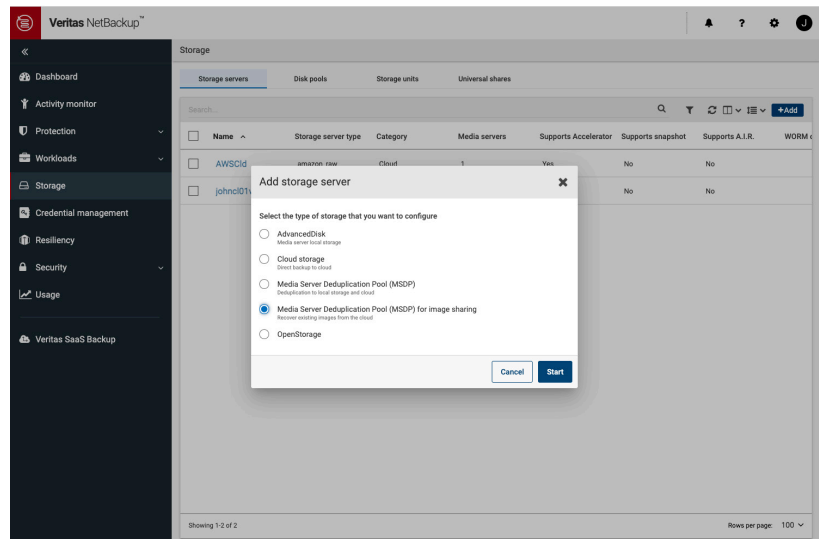 Veritas NetBackup™
?
J
«
Storage
Dashboard
Activity monitor
Protection
Workloads
Storage
Credential management
Resiliency
Security
Usage
Veritas SaaS Backup
Storage servers Disk pools Storage units Universal shares
Search...
+Add
Name Storage server type Category Media servers Supports Accelerator Supports snapshot Supports A.I.R. WORM c
AWSCld amazon_raw Cloud 1 Yes No No
johncl01v No No
Add storage server
Select the type of storage that you want to configure
AdvancedDisk
Media server local storage
Cloud storage
Direct backup to cloud
Media Server Deduplication Pool (MSDP)
Deduplication to local storage and cloud
Media Server Deduplication Pool (MSDP) for image sharing
Recover existing images from the cloud
OpenStorage
Cancel Start
Showing 1-2 of 2
Rows per page: 100